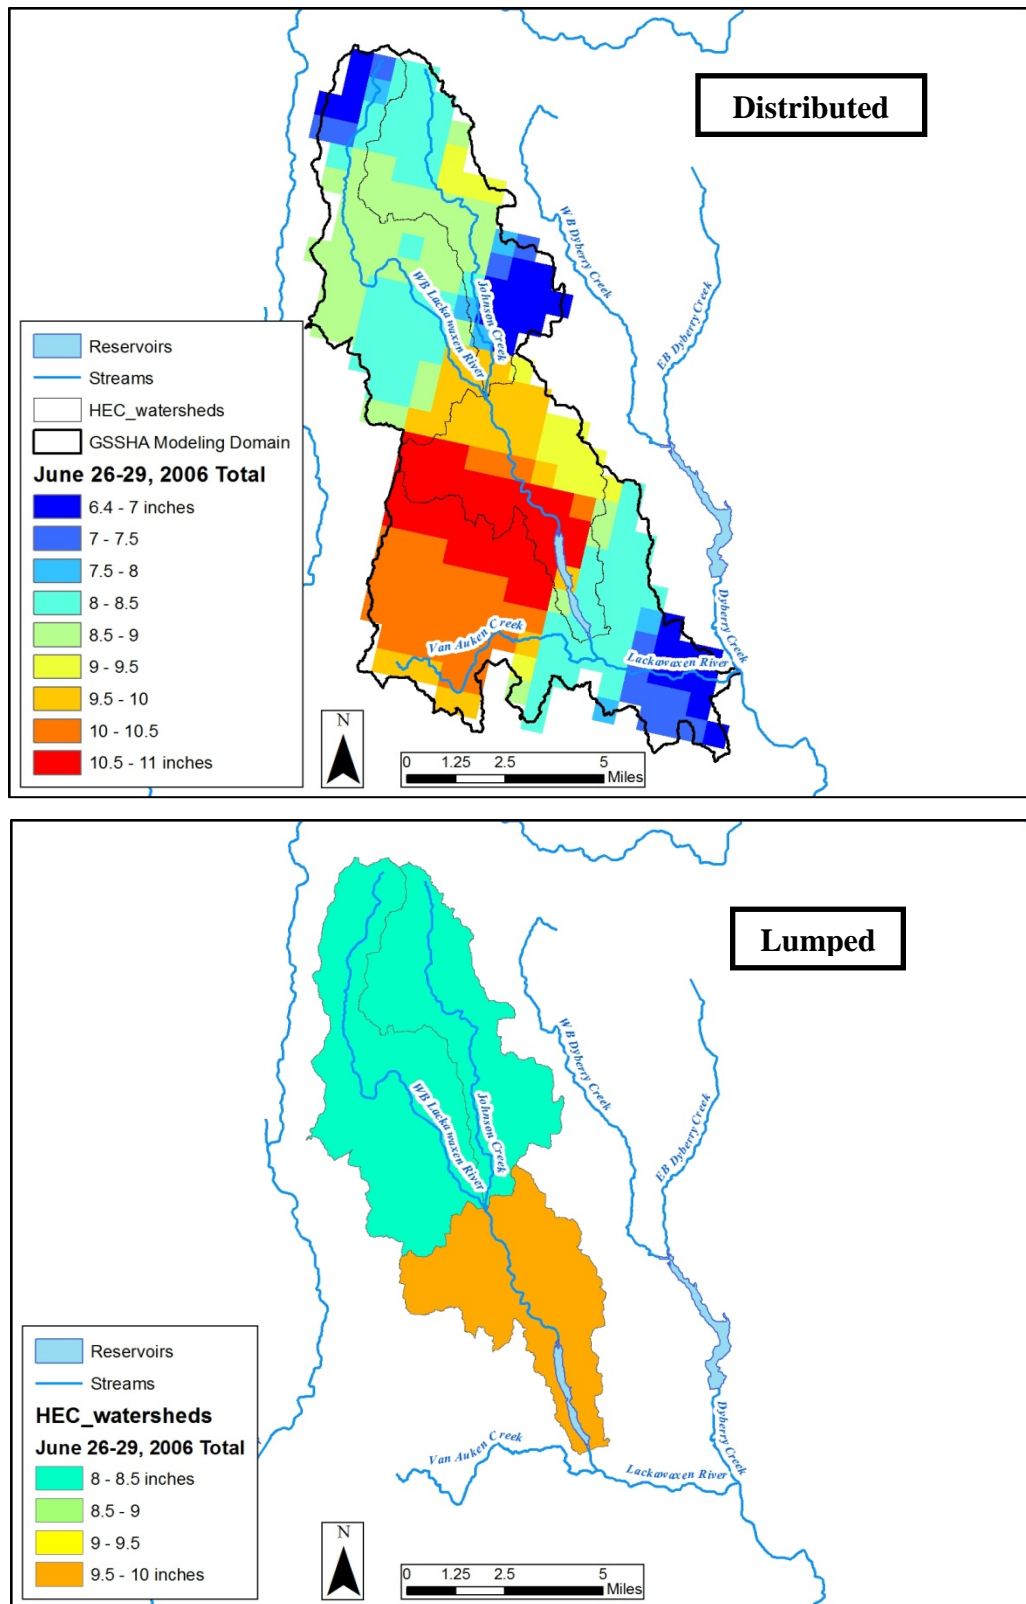 Distributed
WB Dyberry Creek
EB Dyberry Creek
WB Lackawaxen River
Johnson Creek
Reservoirs
Streams
HEC_watersheds
GSSHA Modeling Domain
June 26-29, 2006 Total
6.4 - 7 inches
7 - 7.5
7.5 - 8
8 - 8.5
8.5 - 9
9 - 9.5
9.5 - 10
10 - 10.5
10.5 - 11 inches
Dyberry Creek
Van Auken Creek
Lackawaxen River
N
0 1.25 2.5 5
Miles
Lumped
WB Dyberry Creek
EB Dyberry Creek
WB Lackawaxen River
Johnson Creek
Reservoirs
Streams
HEC_watersheds
June 26-29, 2006 Total
8 - 8.5 inches
8.5 - 9
9 - 9.5
9.5 - 10 inches
Dyberry Creek
Van Auken Creek
Lackawaxen River
N
0 1.25 2.5 5
Miles